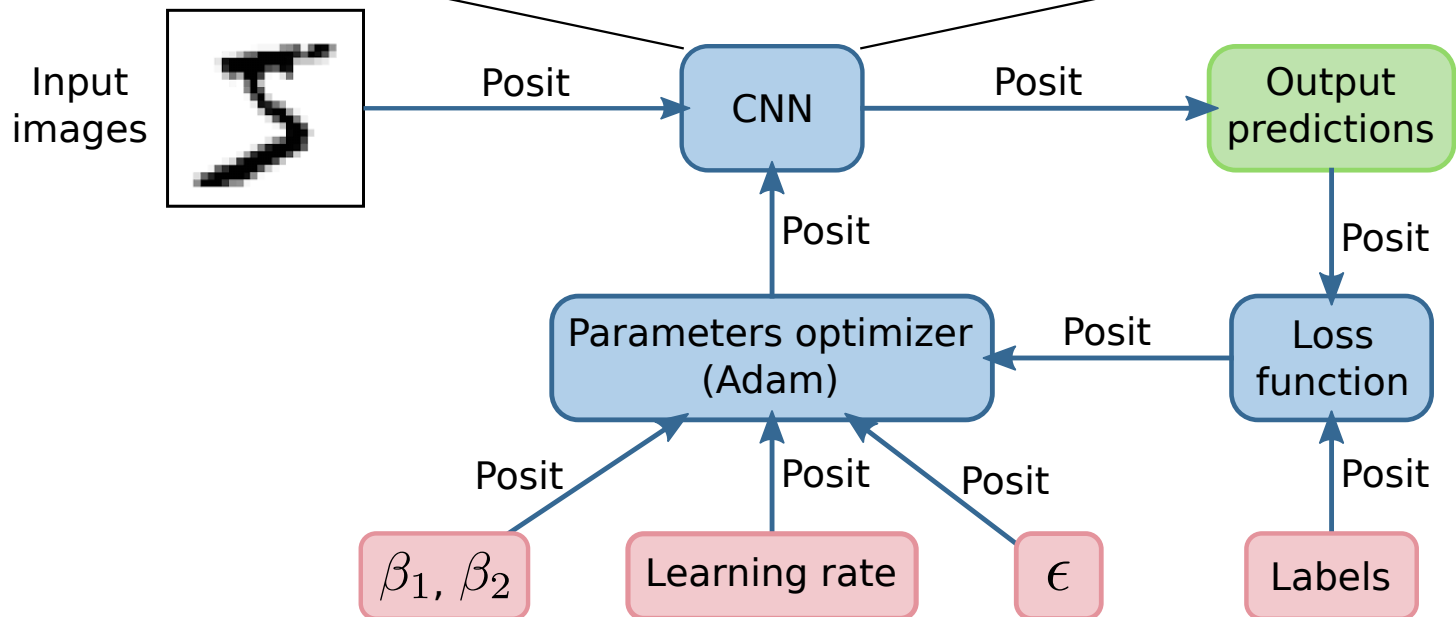 Input
images
Posit
CNN
Posit
Output
predictions
Posit
Posit
Parameters optimizer
(Adam)
Posit
Loss
function
Posit
Posit
Posit
Posit
β₁, β₂
Learning rate
ϵ
Labels